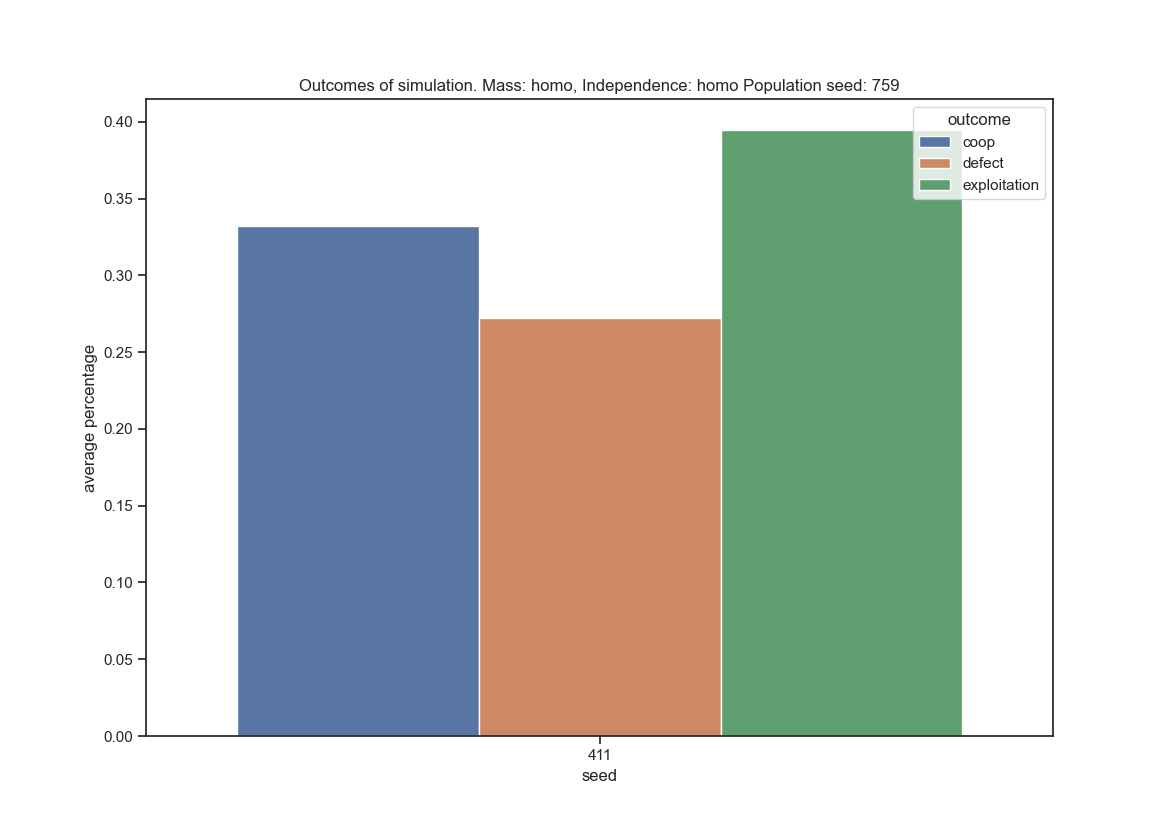 Outcomes of simulation. Mass: homo, Independence: homo Population seed: 759
outcome
coop
defect
exploitation
0.40
0.35
0.30
0.25
0.20
0.15
0.10
0.05
0.00
average percentage
411
seed